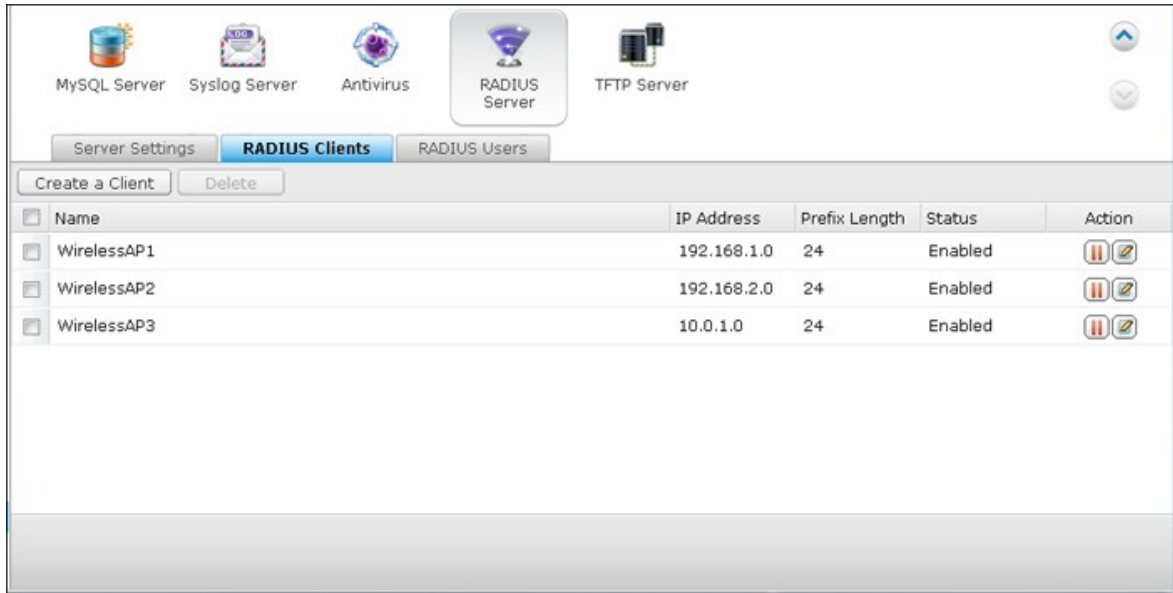 LOG
MySQL Server Syslog Server Antivirus RADIUS Server TFTP Server
Server Settings RADIUS Clients RADIUS Users
Create a Client Delete
Name IP Address Prefix Length Status Action
WirelessAP1 192.168.1.0 24 Enabled
WirelessAP2 192.168.2.0 24 Enabled
WirelessAP3 10.0.1.0 24 Enabled